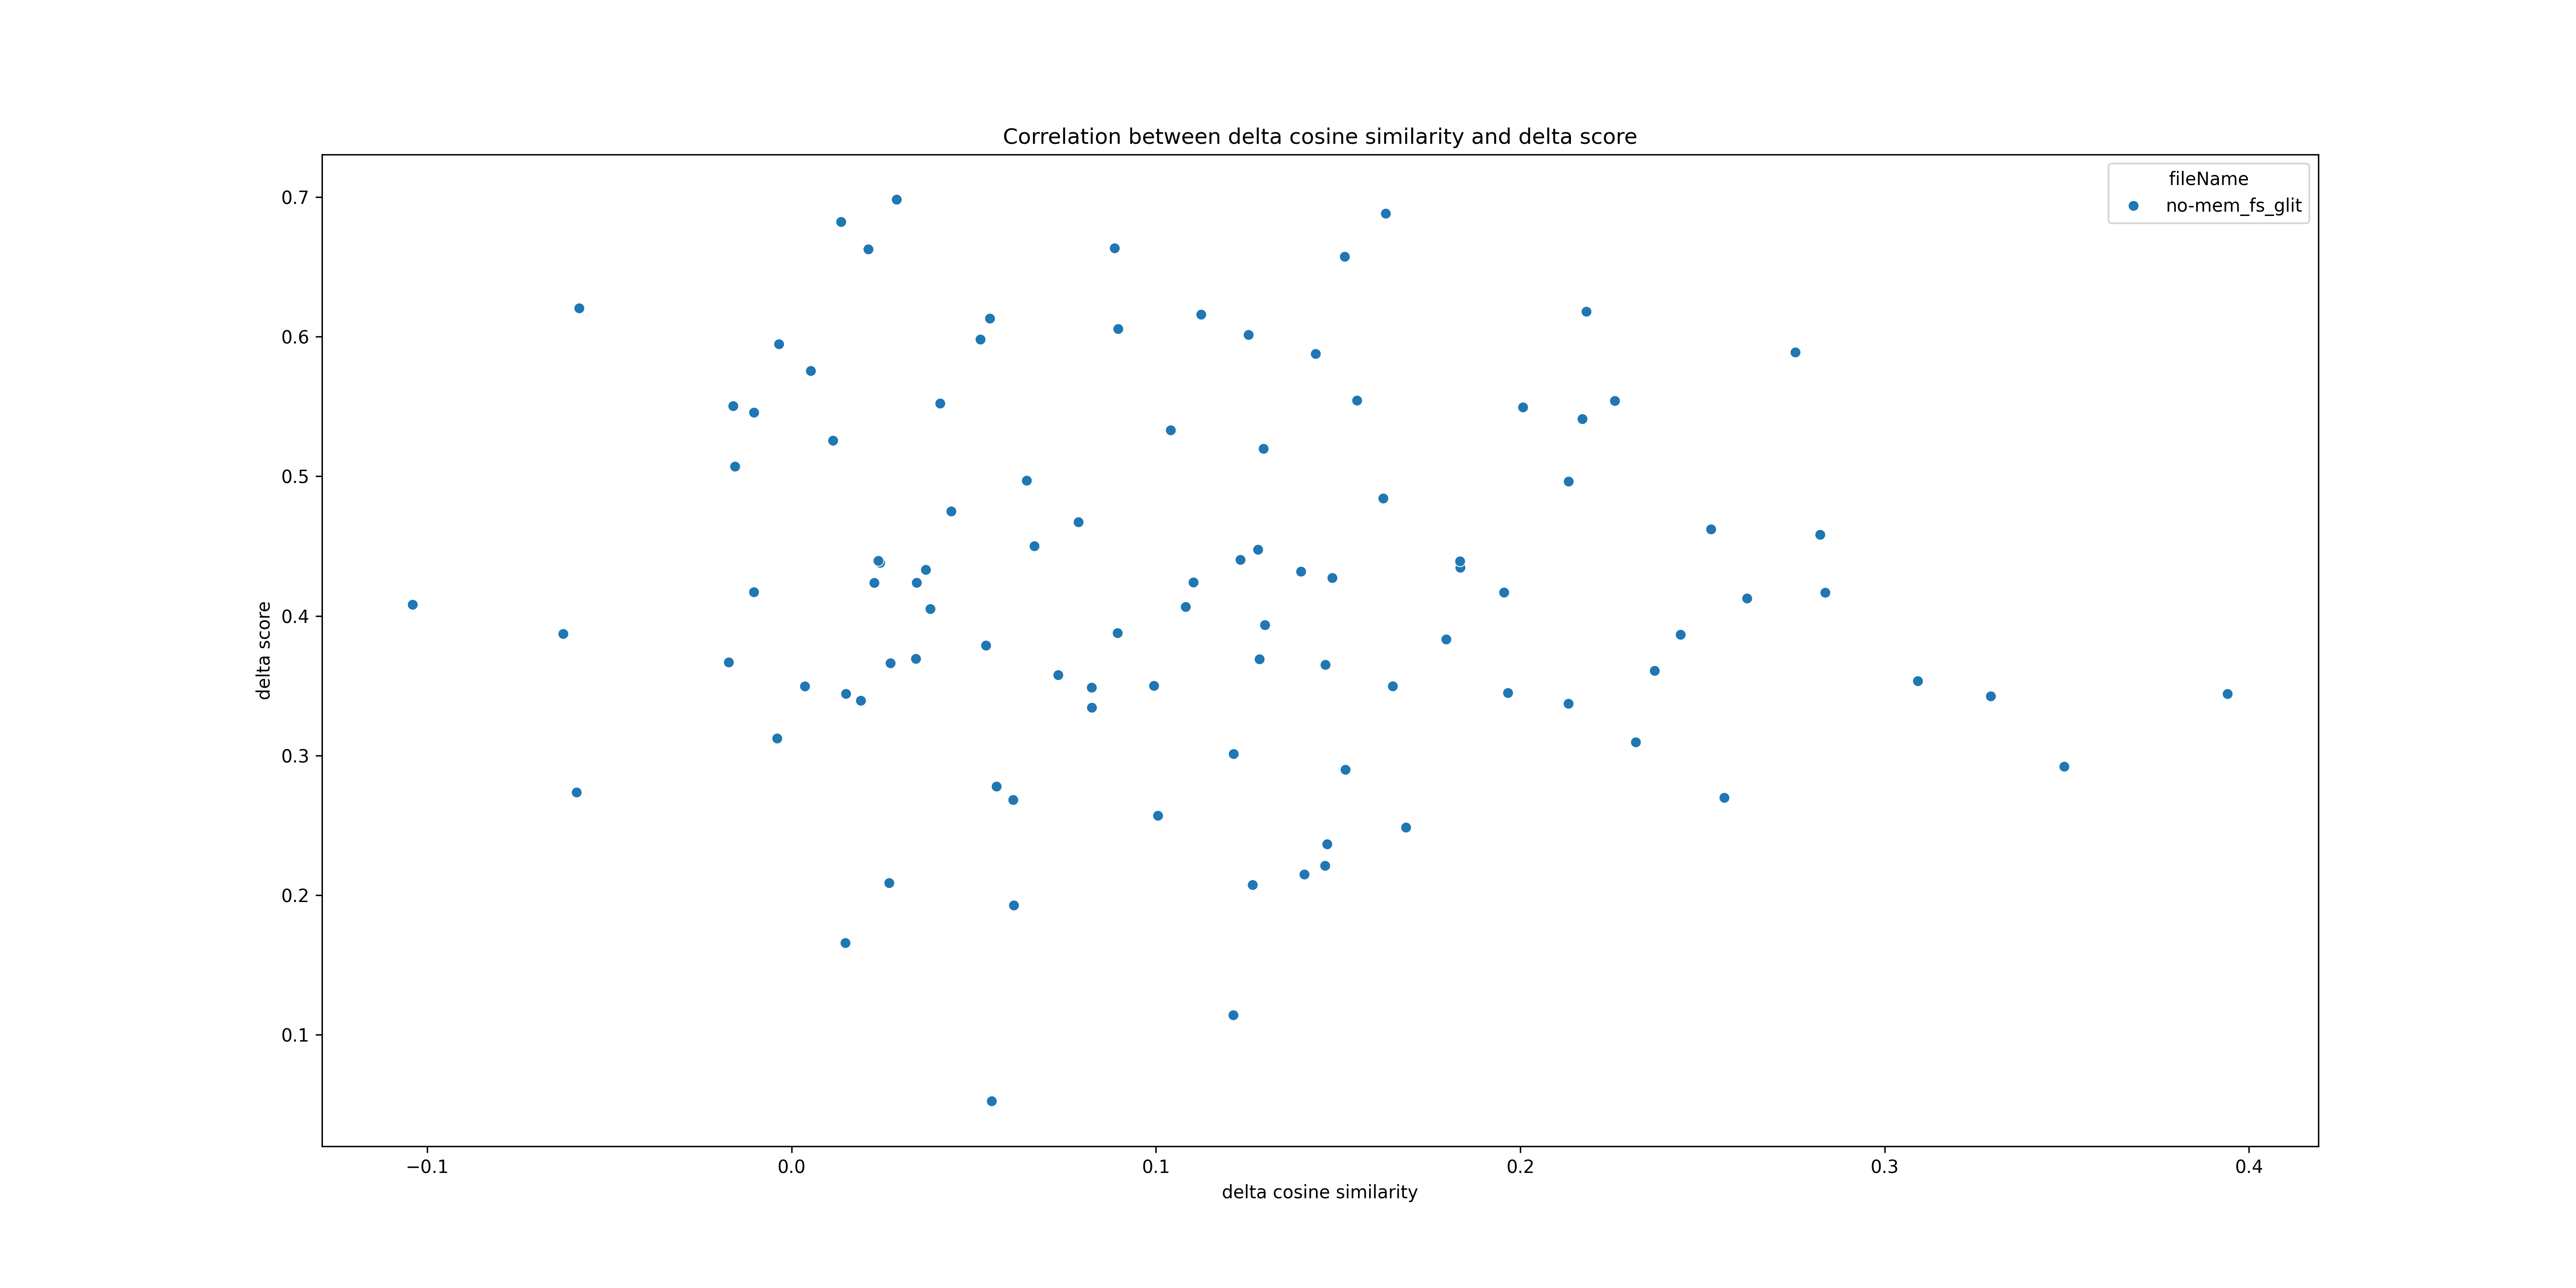 Correlation between delta cosine similarity and delta score
fileName
no-mem_fs_glit
0.7
0.6
0.5
0.4
0.3
0.2
0.1
delta score
−0.1 0.0 0.1 0.2 0.3 0.4
delta cosine similarity